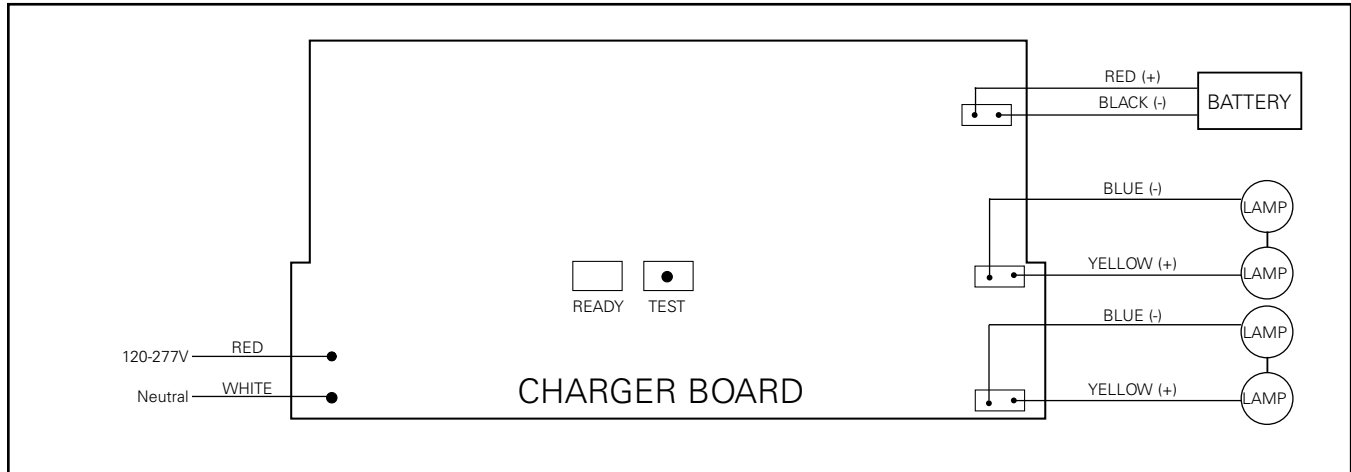 RED (+)
BLACK (-)
BATTERY
BLUE (-)
LAMP
YELLOW (+)
LAMP
READY
TEST
BLUE (-)
LAMP
120-277V
RED
Neutral
WHITE
CHARGER BOARD
YELLOW (+)
LAMP